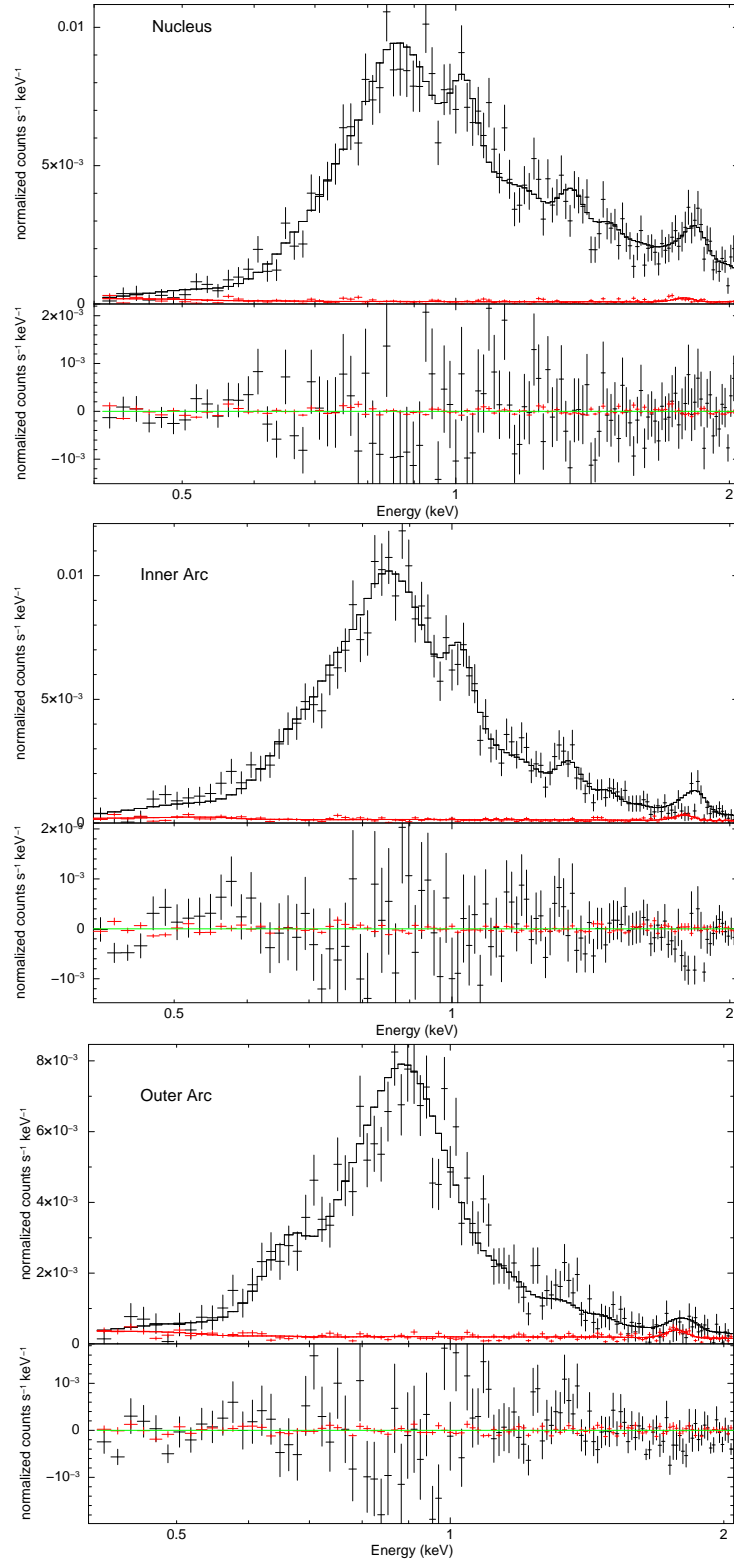 Nucleus
normalized counts s⁻¹ keV⁻¹
0.01
5×10⁻³
0
normalized counts s⁻¹ keV⁻¹
2×10⁻³
10⁻³
0
−10⁻³
0.5
1
2
Energy (keV)
Inner Arc
normalized counts s⁻¹ keV⁻¹
0.01
5×10⁻³
0
normalized counts s⁻¹ keV⁻¹
2×10⁻³
10⁻³
0
−10⁻³
0.5
1
2
Energy (keV)
Outer Arc
normalized counts s⁻¹ keV⁻¹
8×10⁻³
6×10⁻³
4×10⁻³
2×10⁻³
0
normalized counts s⁻¹ keV⁻¹
10⁻³
0
−10⁻³
0.5
1
2
Energy (keV)